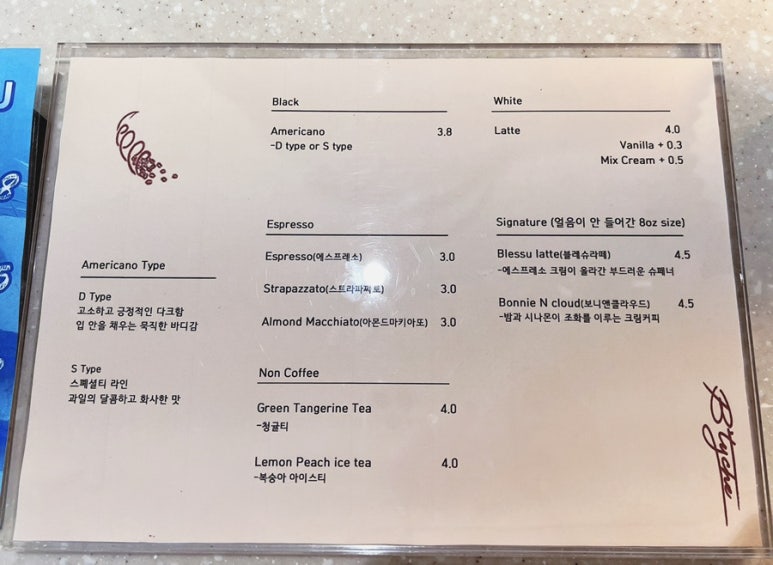 Black
Americano 3.8
-D type or S type
White
Latte 4.0
Vanilla + 0.3
Mix Cream + 0.5
Espresso
Espresso(에스프레소) 3.0
Strapazzato(스트라파짜토) 3.0
Almond Macchiato(아몬드마키아또) 3.0
Signature (얼음이 안 들어간 8oz size)
Blessu latte(블레슈라떼) 4.5
-에스프레소 크림이 올라간 부드러운 슈페너
Bonnie N cloud(보니앤클라우드) 4.5
-밤과 시나몬이 조화를 이루는 크림커피
Americano Type
D Type
고소하고 긍정적인 다크함
입 안을 채우는 묵직한 바디감
S Type
스페셜티 라인
과일의 달콤하고 화사한 맛
Non Coffee
Green Tangerine Tea 4.0
-청귤티
Lemon Peach ice tea 4.0
-복숭아 아이스티
B'tyche